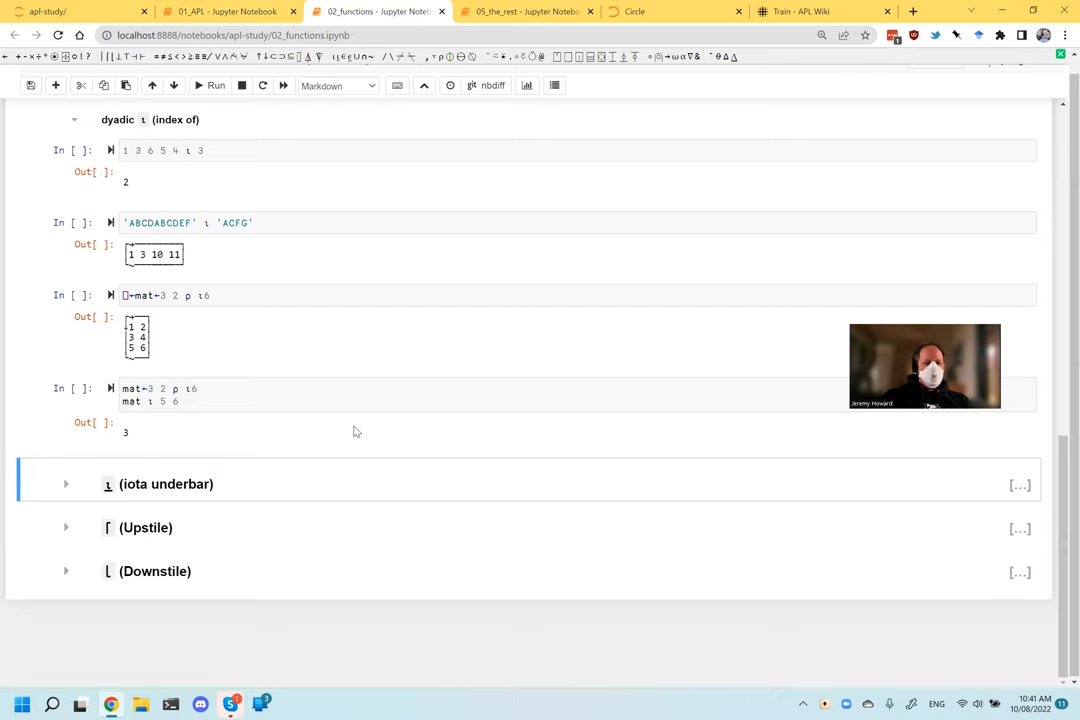 apl-study/
01_APL - Jupyter Notebook
02_functions - Jupyter Noteb
05_the_rest - Jupyter Notebo
Circle
Train - APL Wiki
localhost:8888/notebooks/apl-study/02_functions.ipynb
Run
Markdown
git nbdiff
dyadic ⍳ (index of)
In [ ]: 1 3 6 5 4 ⍳ 3
Out[ ]:
2
In [ ]: 'ABCDABCDEF' ⍳ 'ACFG'
Out[ ]:
1 3 10 11
In [ ]: ⎕←mat←3 2 ⍴ ⍳6
Out[ ]:
1 2
3 4
5 6
In [ ]: mat←3 2 ⍴ ⍳6
mat ⍳ 5 6
Out[ ]:
3
Jeremy Howard
⍸ (iota underbar) [...]
⌈ (Upstile) [...]
⌊ (Downstile) [...]
ENG
10:41 AM
10/08/2022